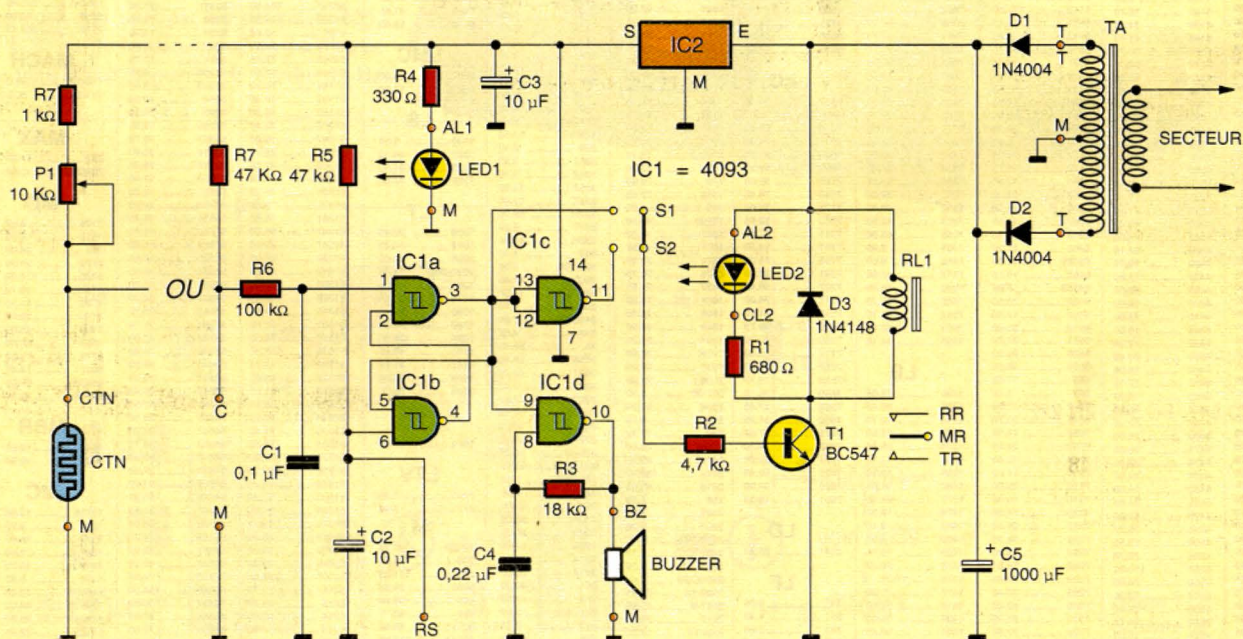 R7
1 kΩ
P1
10 KΩ
CTN
CTN
M
OU
R7
47 KΩ
C
M
R6
100 kΩ
C1
0,1 µF
R5
47 kΩ
C2
10 µF
RS
R4
330 Ω
AL1
LED1
M
+
C3
10 µF
IC1a
1
2
3
IC1b
5
6
4
IC1c
14
13
12
11
7
IC1d
9
8
10
R3
18 kΩ
C4
0,22 µF
BZ
BUZZER
M
S
IC2
E
M
IC1 = 4093
S1
S2
AL2
LED2
CL2
R1
680 Ω
D3
1N4148
RL1
R2
4,7 kΩ
T1
BC547
RR
MR
TR
D1
1N4004
T
T
TA
M
SECTEUR
D2
1N4004
T
+
C5
1000 µF
+